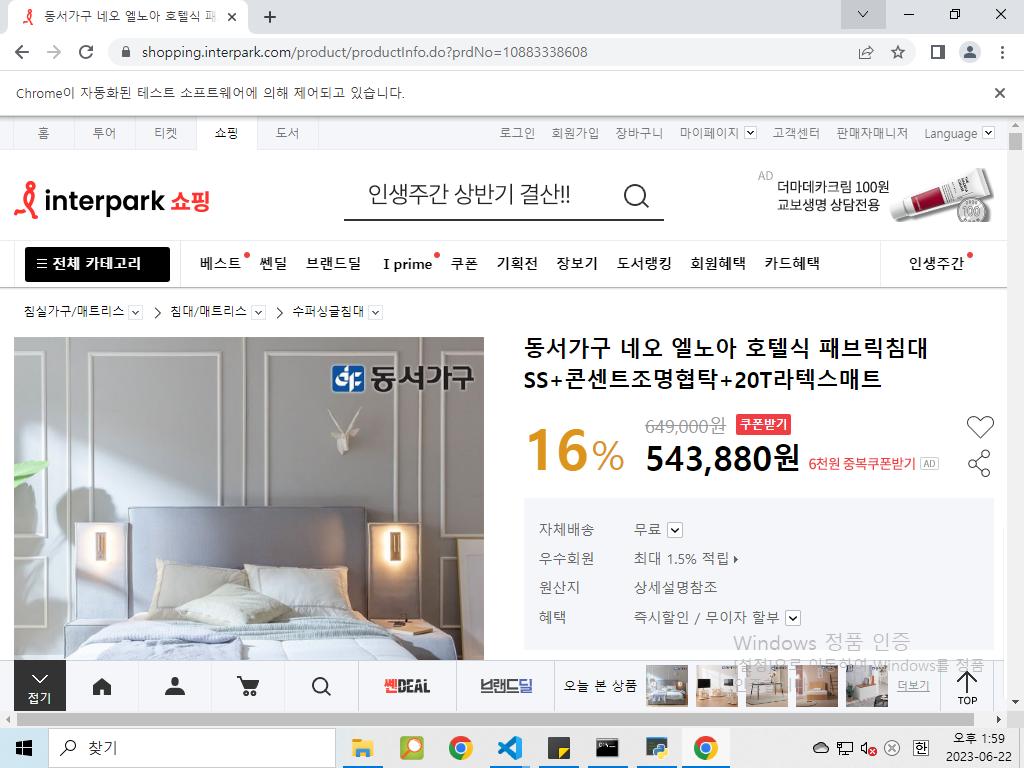 동서가구 네오 엘노아 호텔식 패
shopping.interpark.com/product/productInfo.do?prdNo=10883338608
Chrome이 자동화된 테스트 소프트웨어에 의해 제어되고 있습니다.
홈 투어 티켓 쇼핑 도서 로그인 회원가입 장바구니 마이페이지 고객센터 판매자매니저 Language
interpark 쇼핑
인생주간 상반기 결산!!
AD 더마데카크림 100원
교보생명 상담전용
100
전체 카테고리 베스트 쎈딜 브랜드딜 I prime 쿠폰 기획전 장보기 도서랭킹 회원혜택 카드혜택 인생주간
침실가구/매트리스 침대/매트리스 수퍼싱글침대
동서가구
동서가구 네오 엘노아 호텔식 패브릭침대
SS+콘센트조명협탁+20T라텍스매트
16%
649,000원 쿠폰받기
543,880원 6천원 중복쿠폰받기 AD
자체배송 무료
우수회원 최대 1.5% 적립
원산지 상세설명참조
혜택 즉시할인 / 무이자 할부
Windows 정품 인증
[설정]으로 이동하여 Windows를 정품
접기 쎈DEAL 브랜드딜 오늘 본 상품 더보기 TOP
찾기
한
오후 1:59
2023-06-22